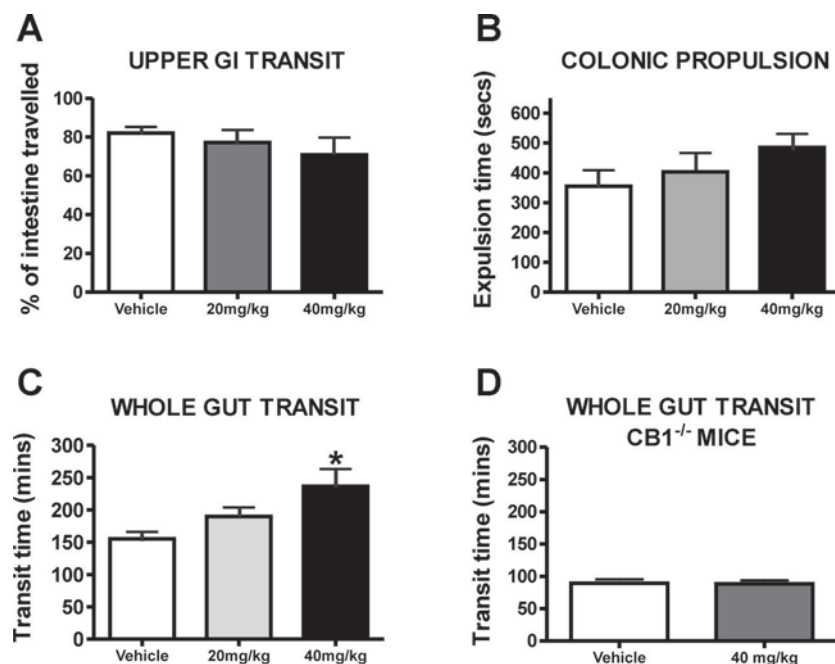 A
UPPER GI TRANSIT
% of intestine travelled
100
80
60
40
20
0
Vehicle
20mg/kg
40mg/kg
B
COLONIC PROPULSION
Expulsion time (secs)
600
500
400
300
200
100
0
Vehicle
20mg/kg
40mg/kg
C
WHOLE GUT TRANSIT
Transit time (mins)
300
250
200
150
100
50
0
*
Vehicle
20mg/kg
40mg/kg
D
WHOLE GUT TRANSIT
CB1-/- MICE
Transit time (mins)
300
250
200
150
100
50
0
Vehicle
40 mg/kg